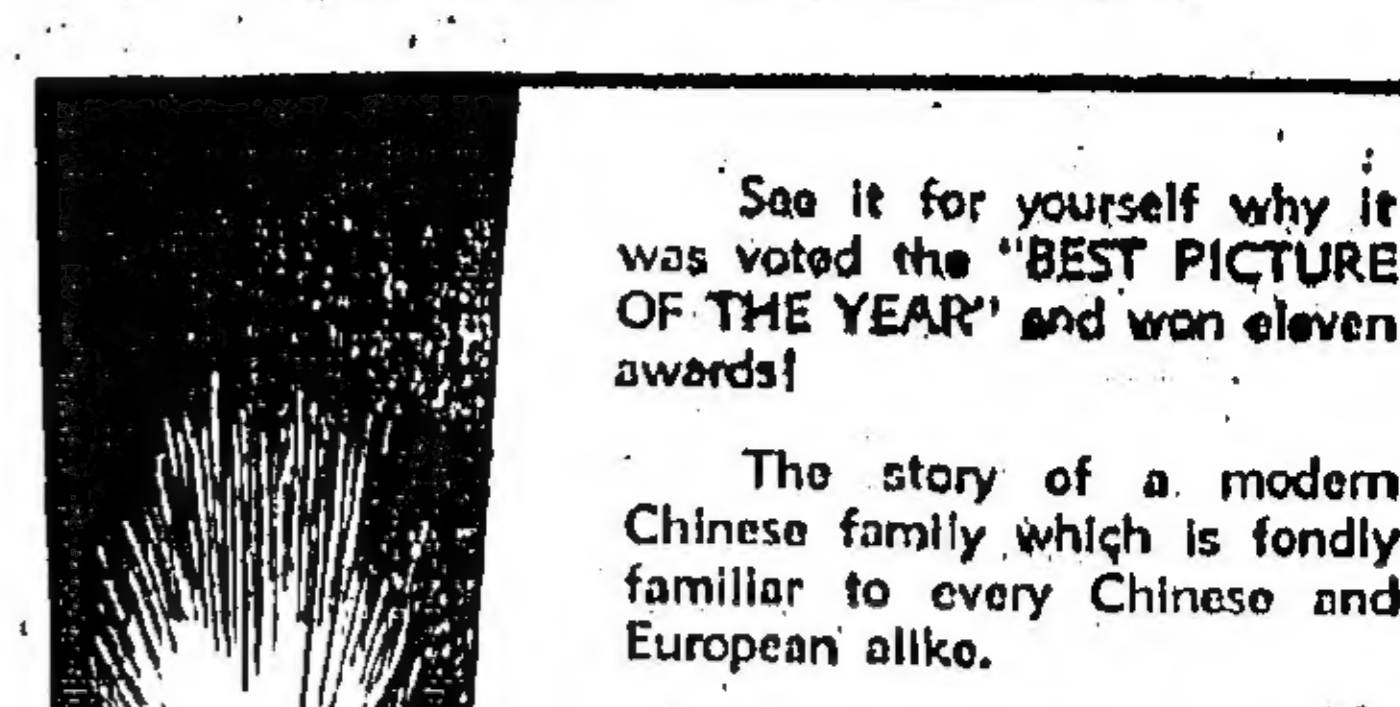 See it for yourself why it
was voted the "BEST PICTURE
OF THE YEAR" and won eleven
awards!
The story of a modern
Chinese family which is fondly
familiar to every Chinese and
European alike.